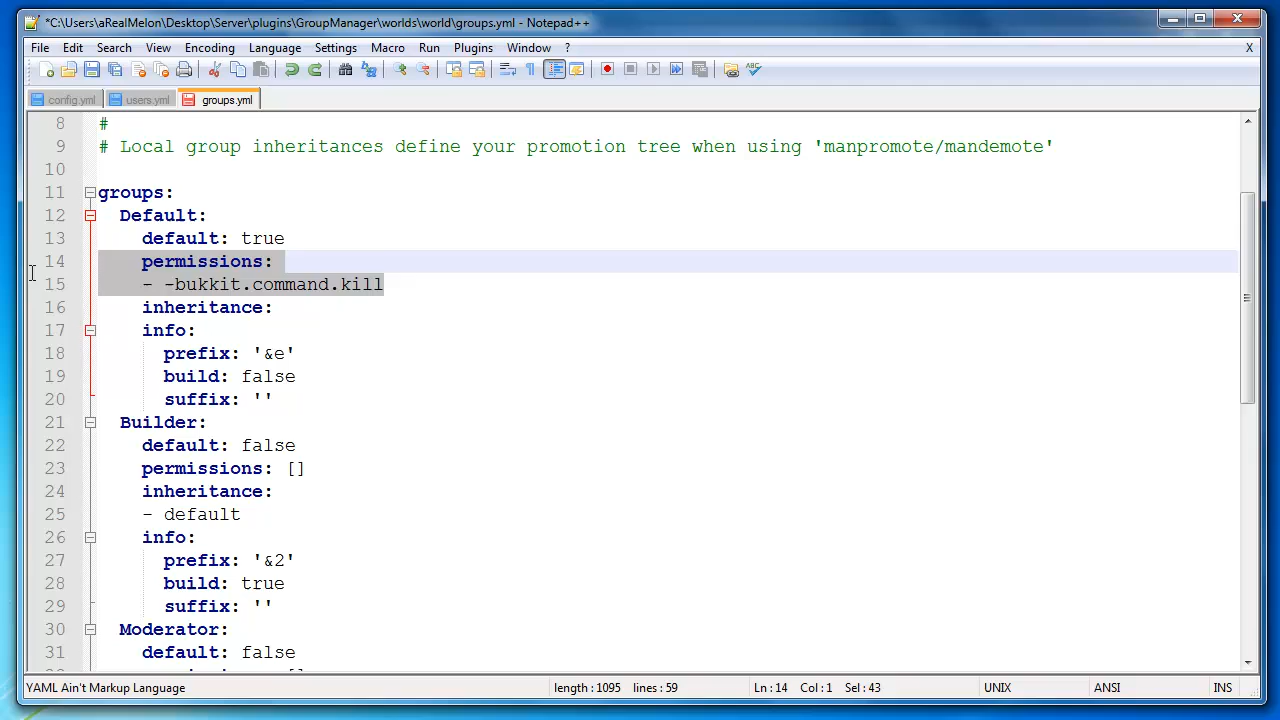 *C:\Users\aRealMelon\Desktop\Server\plugins\GroupManager\worlds\world\groups.yml - Notepad++
File Edit Search View Encoding Language Settings Macro Run Plugins Window ? X
config.yml users.yml groups.yml
8 #
9 # Local group inheritances define your promotion tree when using 'manpromote/mandemote'
10
11 groups:
12 Default:
13 default: true
14 permissions:
15 - -bukkit.command.kill
16 inheritance:
17 info:
18 prefix: '&e'
19 build: false
20 suffix: ''
21 Builder:
22 default: false
23 permissions: []
24 inheritance:
25 - default
26 info:
27 prefix: '&2'
28 build: true
29 suffix: ''
30 Moderator:
31 default: false
YAML Ain't Markup Language length : 1095 lines : 59 Ln : 14 Col : 1 Sel : 43 UNIX ANSI INS